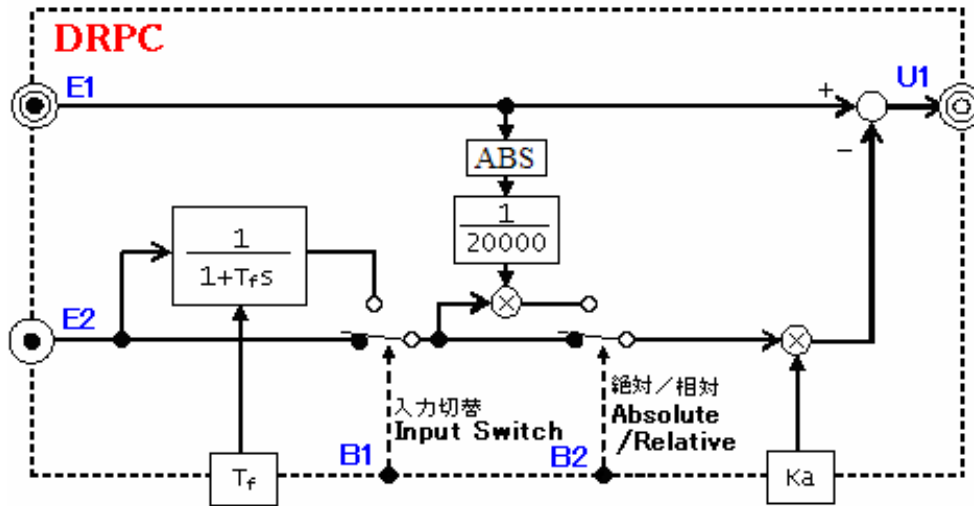 DRPC
E1
U1
+
ABS
−
1
20000
1
1+Tfs
×
E2
×
絶対／相対
Absolute
/Relative
入力切替
Input Switch
B1
B2
Tf
Ka